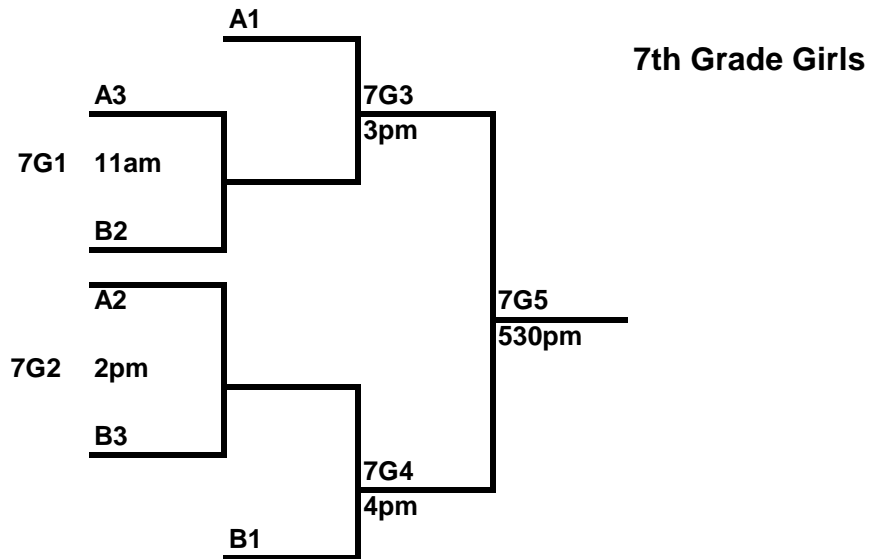 A1
7th Grade Girls
A3
7G3
3pm
7G1 11am
B2
A2
7G5
530pm
7G2 2pm
B3
7G4
4pm
B1